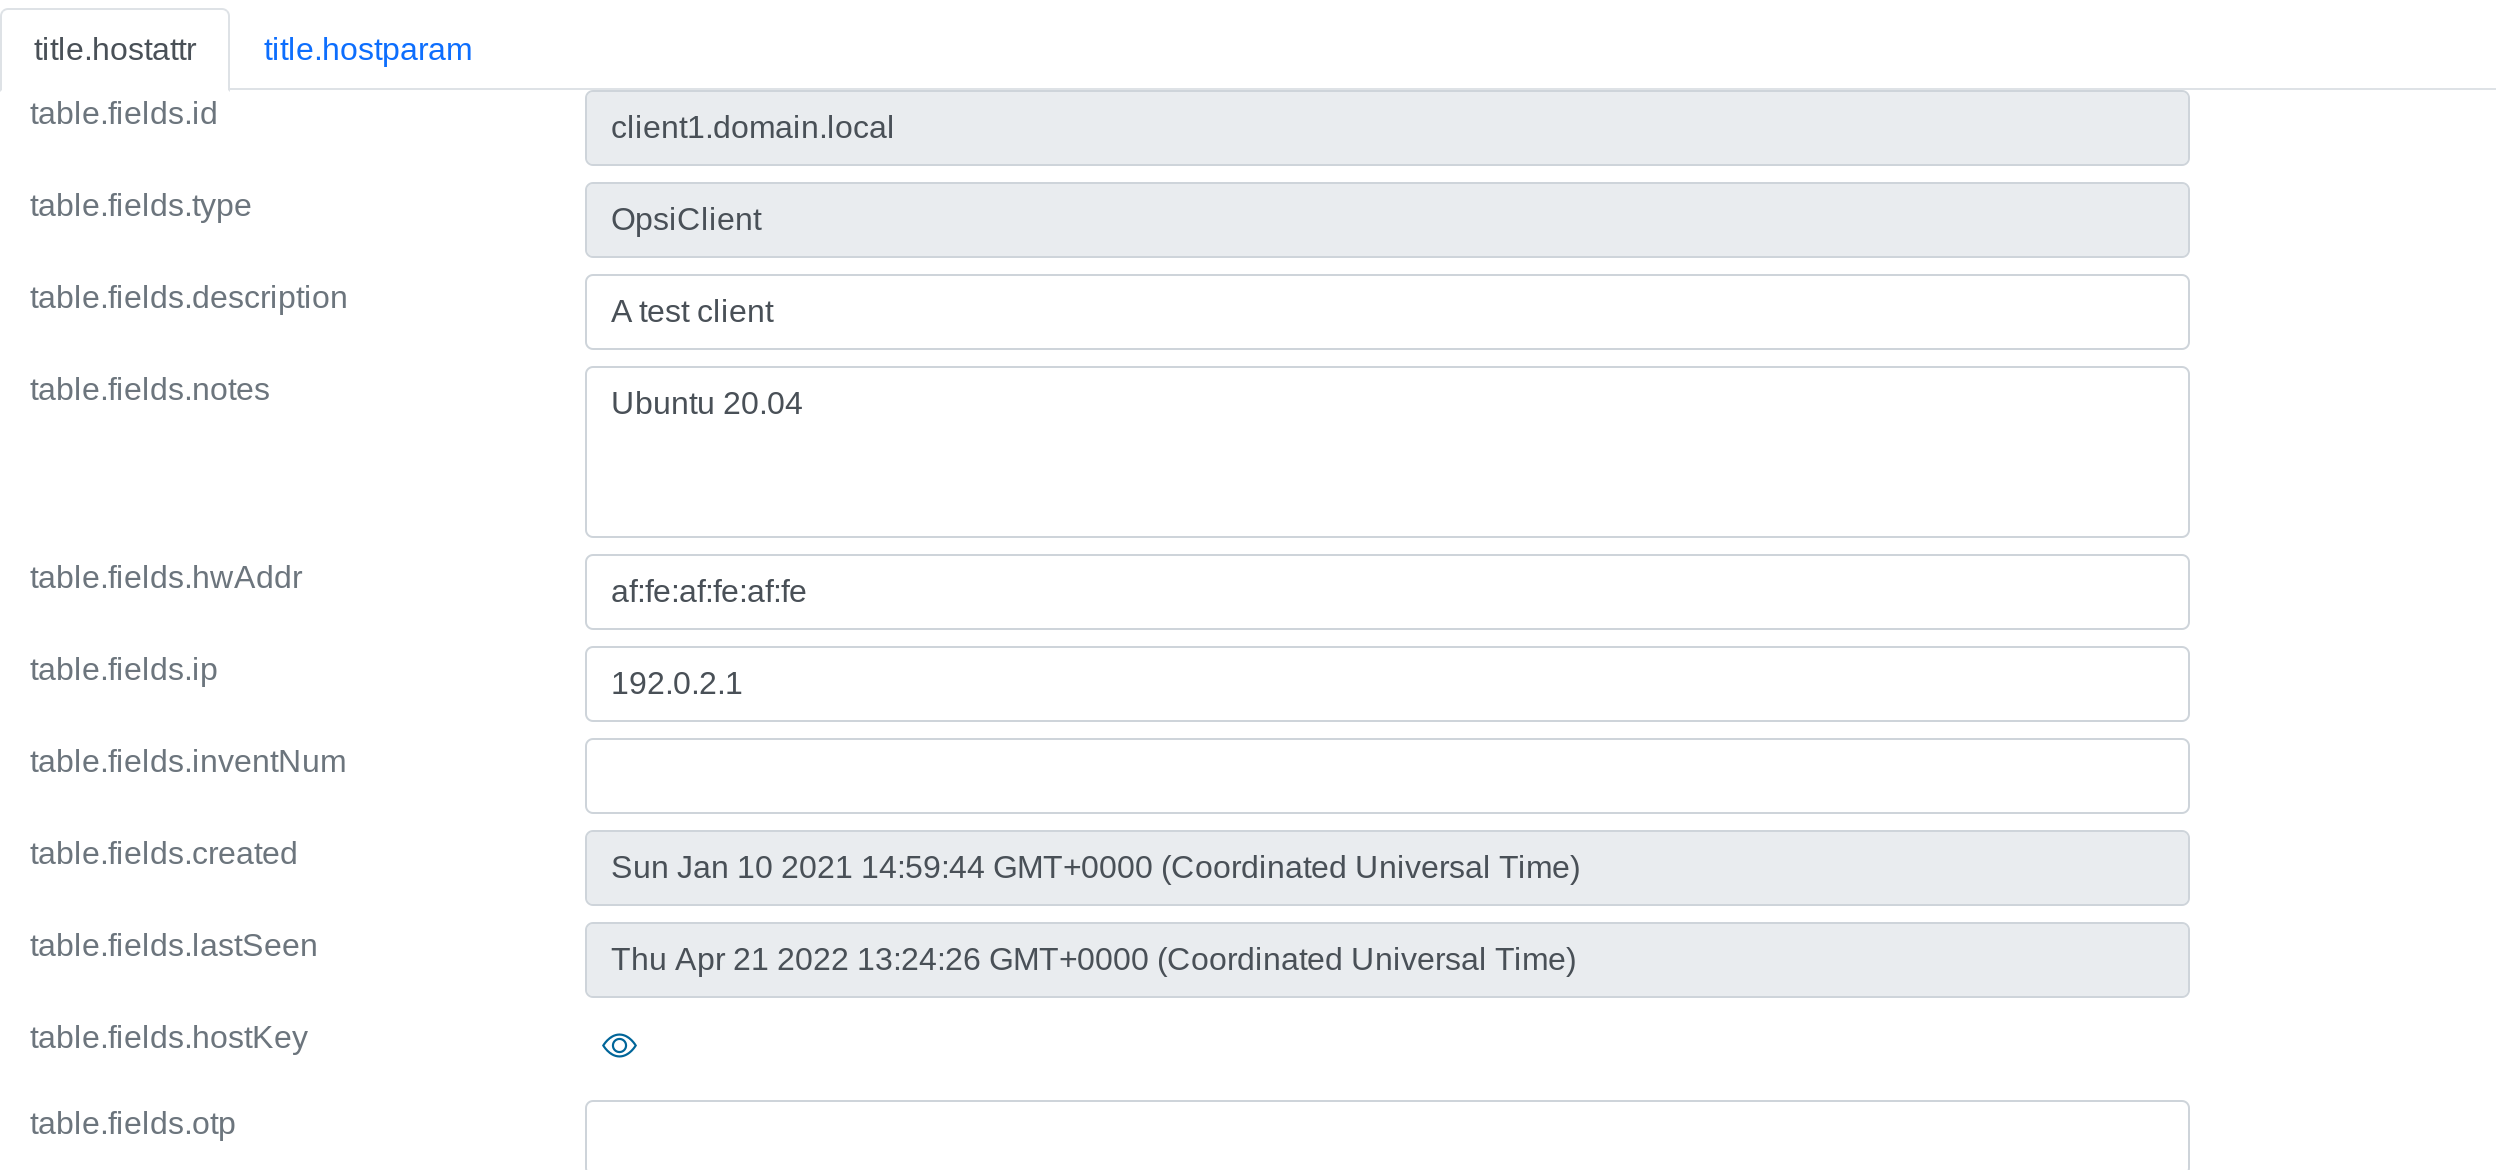 title.hostattr title.hostparam
table.fields.id client1.domain.local
table.fields.type OpsiClient
table.fields.description A test client
table.fields.notes Ubuntu 20.04
table.fields.hwAddr af:fe:af:fe:af:fe
table.fields.ip 192.0.2.1
table.fields.inventNum
table.fields.created Sun Jan 10 2021 14:59:44 GMT+0000 (Coordinated Universal Time)
table.fields.lastSeen Thu Apr 21 2022 13:24:26 GMT+0000 (Coordinated Universal Time)
table.fields.hostKey
table.fields.otp